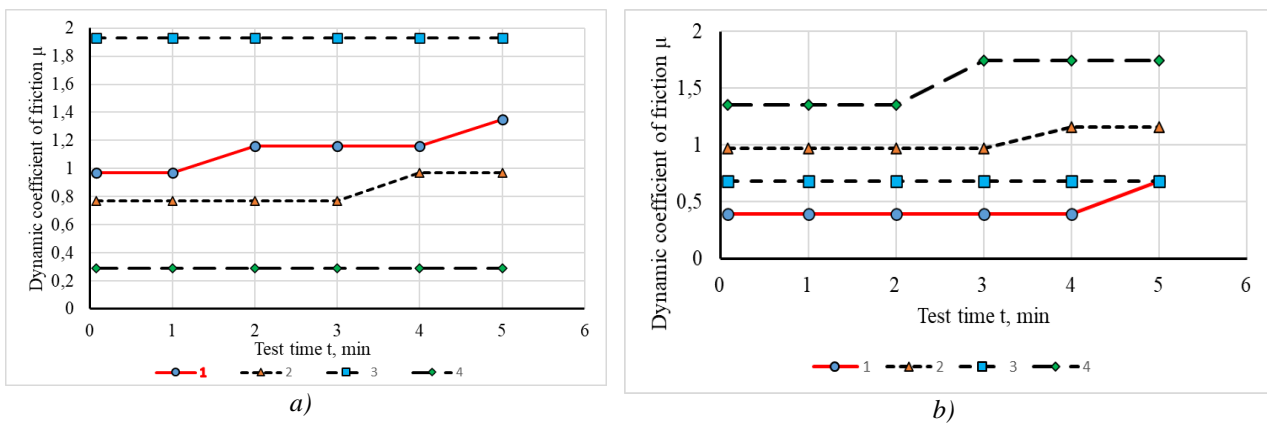 Dynamic coefficient of friction µ
2
1,8
1,6
1,4
1,2
1
0,8
0,6
0,4
0,2
0
0 1 2 3 4 5 6
Test time t, min
1 2 3 4
a)
Dynamic coefficient of friction µ
2
1,5
1
0,5
0
0 1 2 3 4 5 6
Test time t, min
1 2 3 4
b)